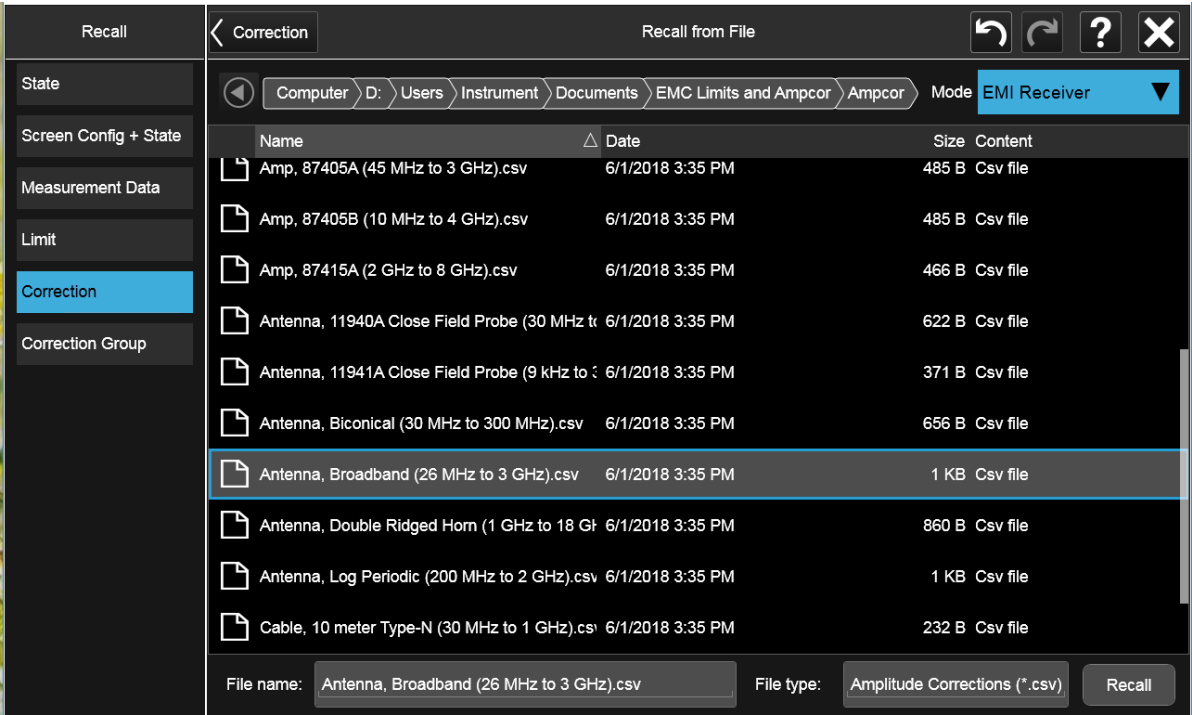 Recall
Correction
Recall from File
State
Screen Config + State
Measurement Data
Limit
Correction
Correction Group
Computer D: Users Instrument Documents EMC Limits and Ampcor Ampcor
Mode EMI Receiver
Name Date Size Content
Amp, 87405A (45 MHz to 3 GHz).csv 6/1/2018 3:35 PM 485 B Csv file
Amp, 87405B (10 MHz to 4 GHz).csv 6/1/2018 3:35 PM 485 B Csv file
Amp, 87415A (2 GHz to 8 GHz).csv 6/1/2018 3:35 PM 466 B Csv file
Antenna, 11940A Close Field Probe (30 MHz to 6/1/2018 3:35 PM 622 B Csv file
Antenna, 11941A Close Field Probe (9 kHz to 6/1/2018 3:35 PM 371 B Csv file
Antenna, Biconical (30 MHz to 300 MHz).csv 6/1/2018 3:35 PM 656 B Csv file
Antenna, Broadband (26 MHz to 3 GHz).csv 6/1/2018 3:35 PM 1 KB Csv file
Antenna, Double Ridged Horn (1 GHz to 18 6/1/2018 3:35 PM 860 B Csv file
Antenna, Log Periodic (200 MHz to 2 GHz).csv 6/1/2018 3:35 PM 1 KB Csv file
Cable, 10 meter Type-N (30 MHz to 1 GHz).csv 6/1/2018 3:35 PM 232 B Csv file
File name: Antenna, Broadband (26 MHz to 3 GHz).csv File type: Amplitude Corrections (*.csv) Recall